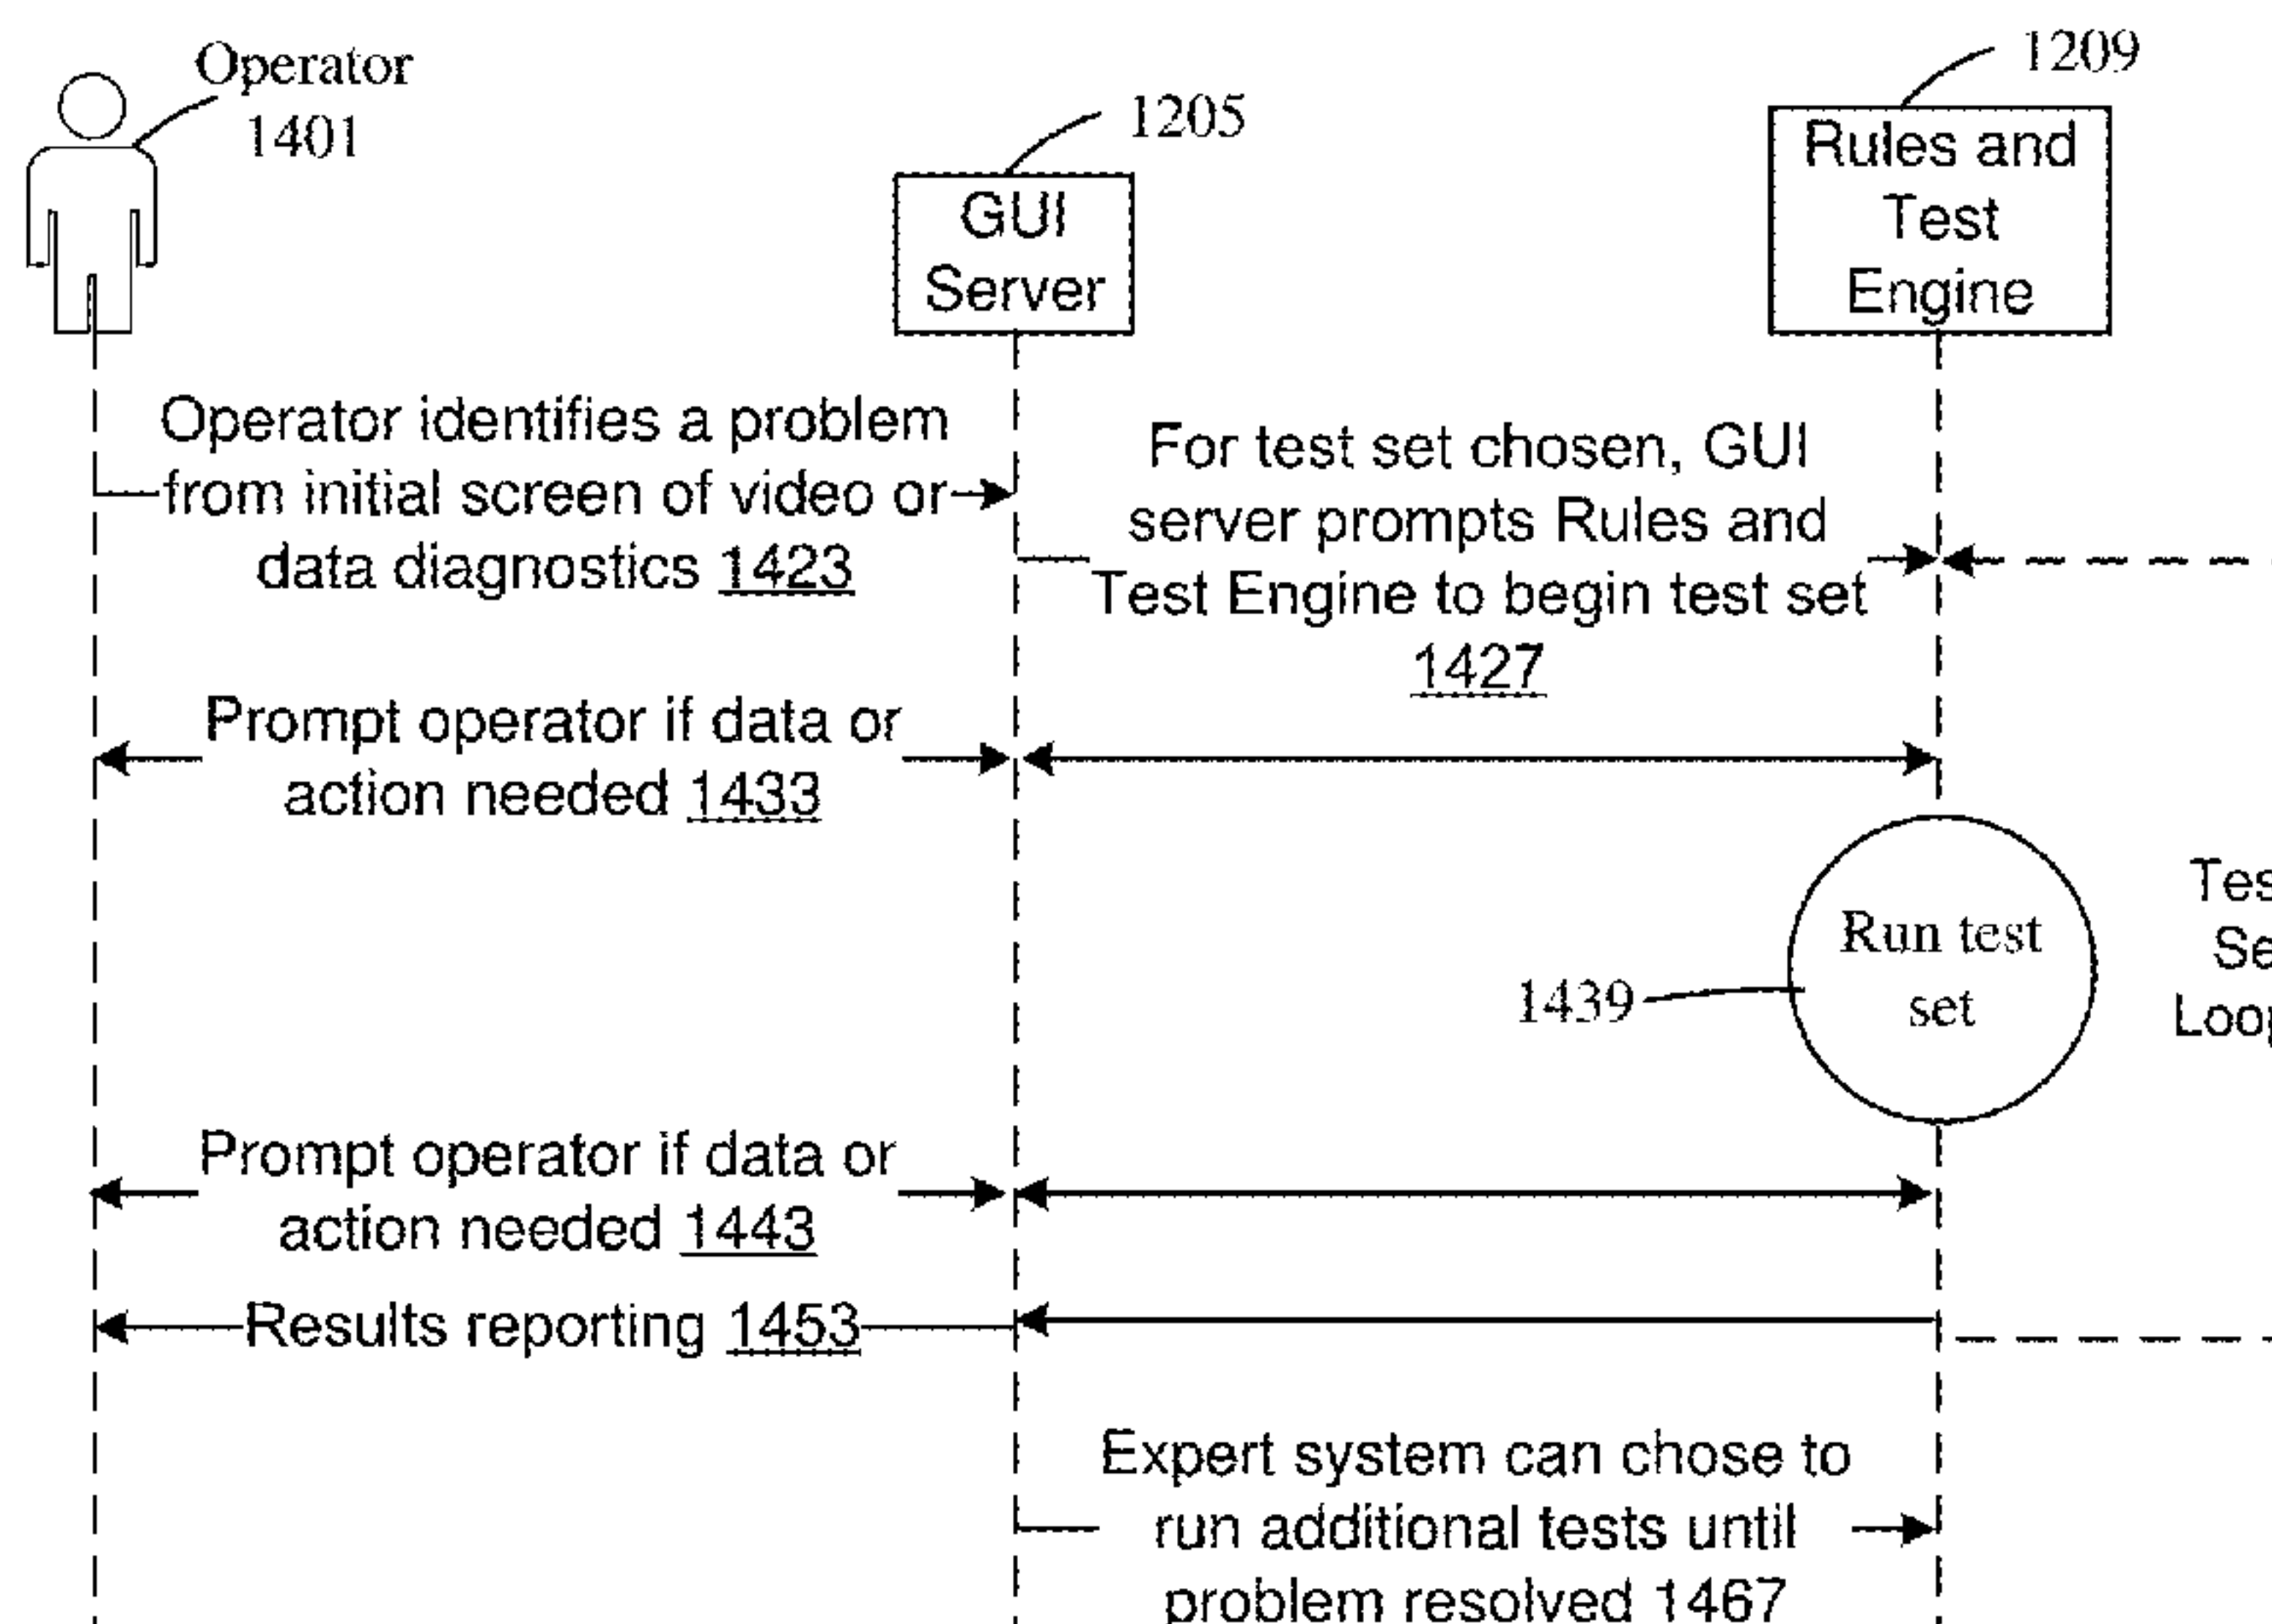 Operator
1401
1205
1209
GUI
Server
Rules and
Test
Engine
Operator identifies a problem
from initial screen of video or
data diagnostics 1423
For test set chosen, GUI
server prompts Rules and
Test Engine to begin test set
1427
Prompt operator if data or
action needed 1433
Run test
set
1439
Tes
Se
Loop
Prompt operator if data or
action needed 1443
Results reporting 1453
Expert system can chose to
run additional tests until
problem resolved 1467